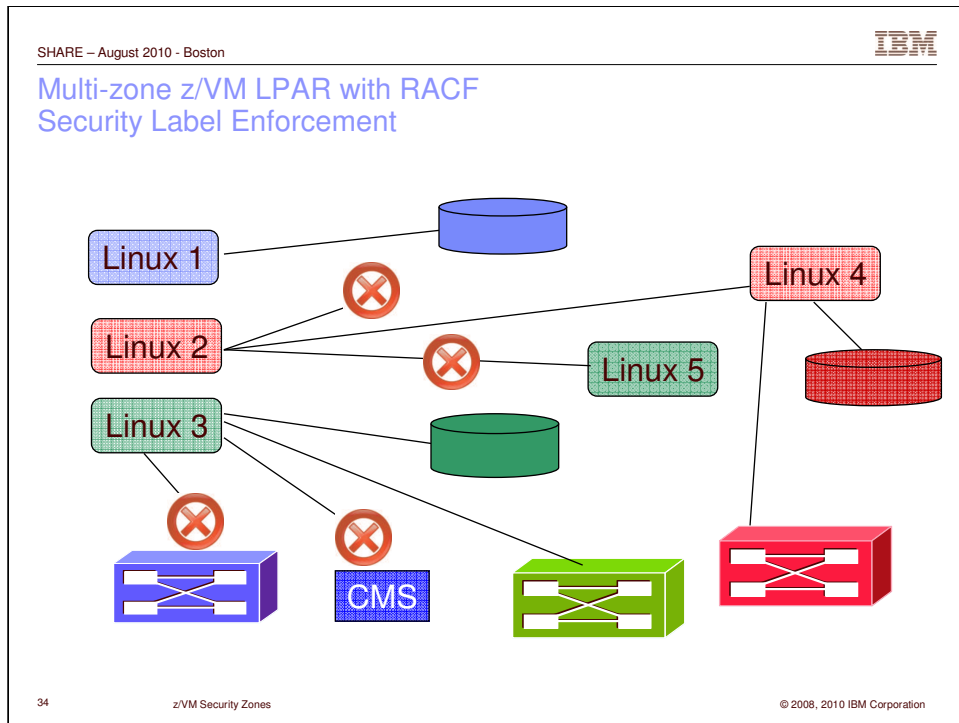 SHARE – August 2010 - Boston
IBM
Multi-zone z/VM LPAR with RACF
Security Label Enforcement
Linux 1
Linux 4
Linux 2
Linux 5
Linux 3
CMS
34
z/VM Security Zones
© 2008, 2010 IBM Corporation